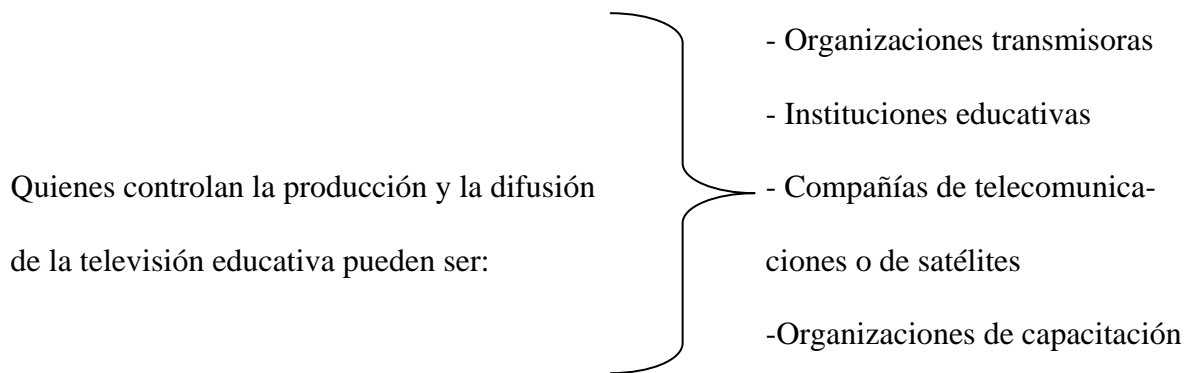 Quienes controlan la producción y la difusión
de la televisión educativa pueden ser:
- Organizaciones transmisoras
- Instituciones educativas
- Compañías de telecomunica-
ciones o de satélites
-Organizaciones de capacitación